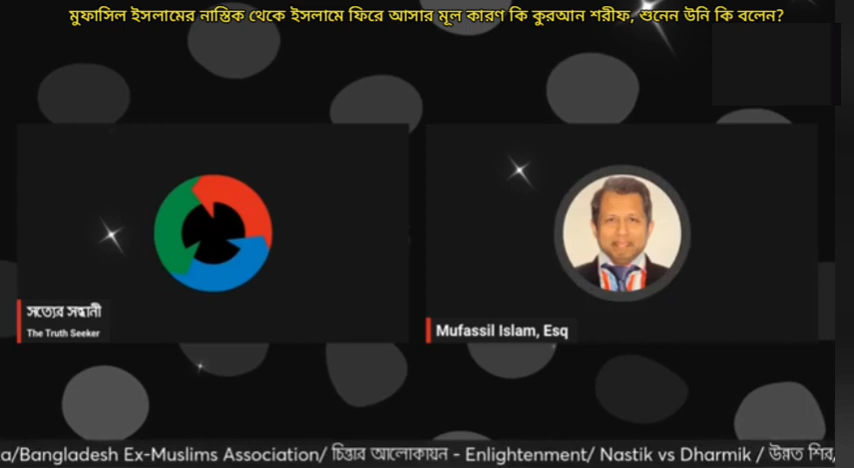 মুফাসিল ইসলামের নাস্তিক থেকে ইসলামে ফিরে আসার মূল কারণ কি কুরআন শরীফ, শুনেন উনি কি বলেন?
সত্যের সন্ধানী
The Truth Seeker
Mufassil Islam, Esq
a/Bangladesh Ex-Muslims Association/ চিন্তার আলোকায়ন - Enlightenment/ Nastik vs Dharmik / উন্নত শির,